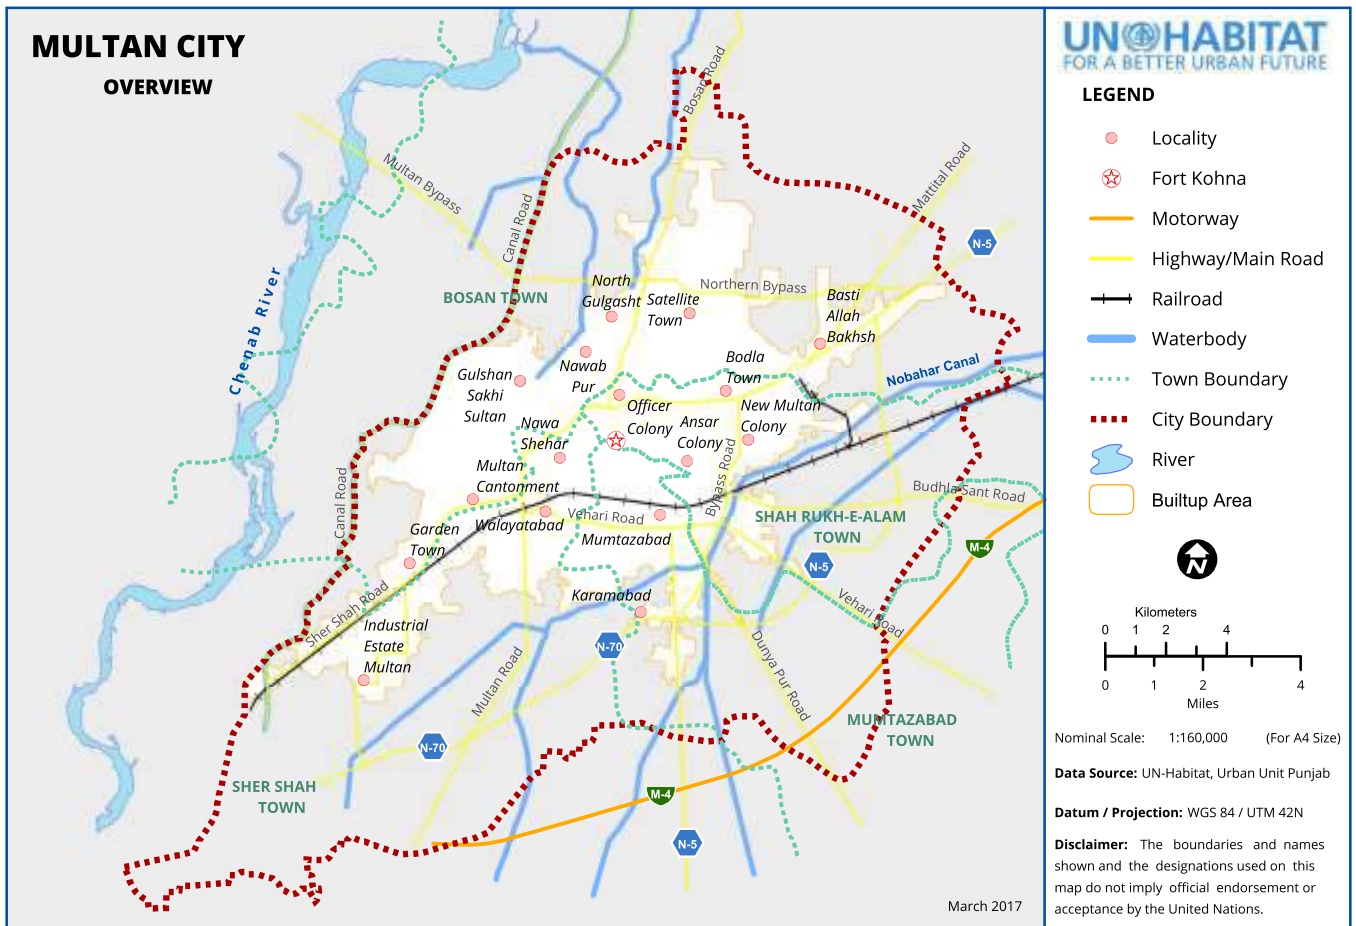 MULTAN CITY
OVERVIEW
Bosan Road
Multan Bypass
Mattital Road
Canal Road
N-5
Chenab River
BOSAN TOWN
North
Gulgasht
Satellite
Town
Northern Bypass
Basti
Allah
Bakhsh
Nawab
Pur
Bodla
Town
Nobahar Canal
Gulshan
Sakhi
Sultan
Officer
Colony
New Multan
Colony
Nawa
Shehar
Ansar
Colony
Multan
Cantonment
Bypass Road
Budhla Sant Road
Canal Road
Garden
Town
Walayatabad
Vehari Road
Mumtazabad
SHAH RUKH-E-ALAM
TOWN
M-4
N-5
Sher Shah Road
Karamabad
Vehari Road
Industrial
Estate
Multan
N-70
Multan Road
Dunya Pur Road
MUMTAZABAD
TOWN
N-70
SHER SHAH
TOWN
M-4
N-5
March 2017
UN HABITAT
FOR A BETTER URBAN FUTURE
LEGEND
Locality
Fort Kohna
Motorway
Highway/Main Road
Railroad
Waterbody
Town Boundary
City Boundary
River
Builtup Area
N
Kilometers
0 1 2 4
0 1 2 4
Miles
Nominal Scale: 1:160,000 (For A4 Size)
Data Source: UN-Habitat, Urban Unit Punjab
Datum / Projection: WGS 84 / UTM 42N
Disclaimer: The boundaries and names
shown and the designations used on this
map do not imply official endorsement or
acceptance by the United Nations.